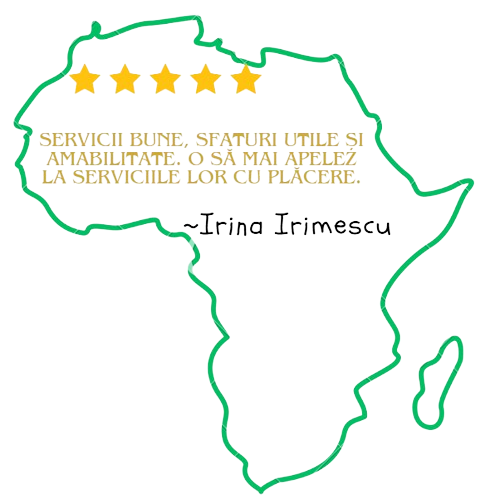 SERVICII BUNE, SFATURI UTILE ȘI
AMABILITATE. O SĂ MAI APELEZ
LA SERVICIILE LOR CU PLĂCERE.
~Irina Irimescu